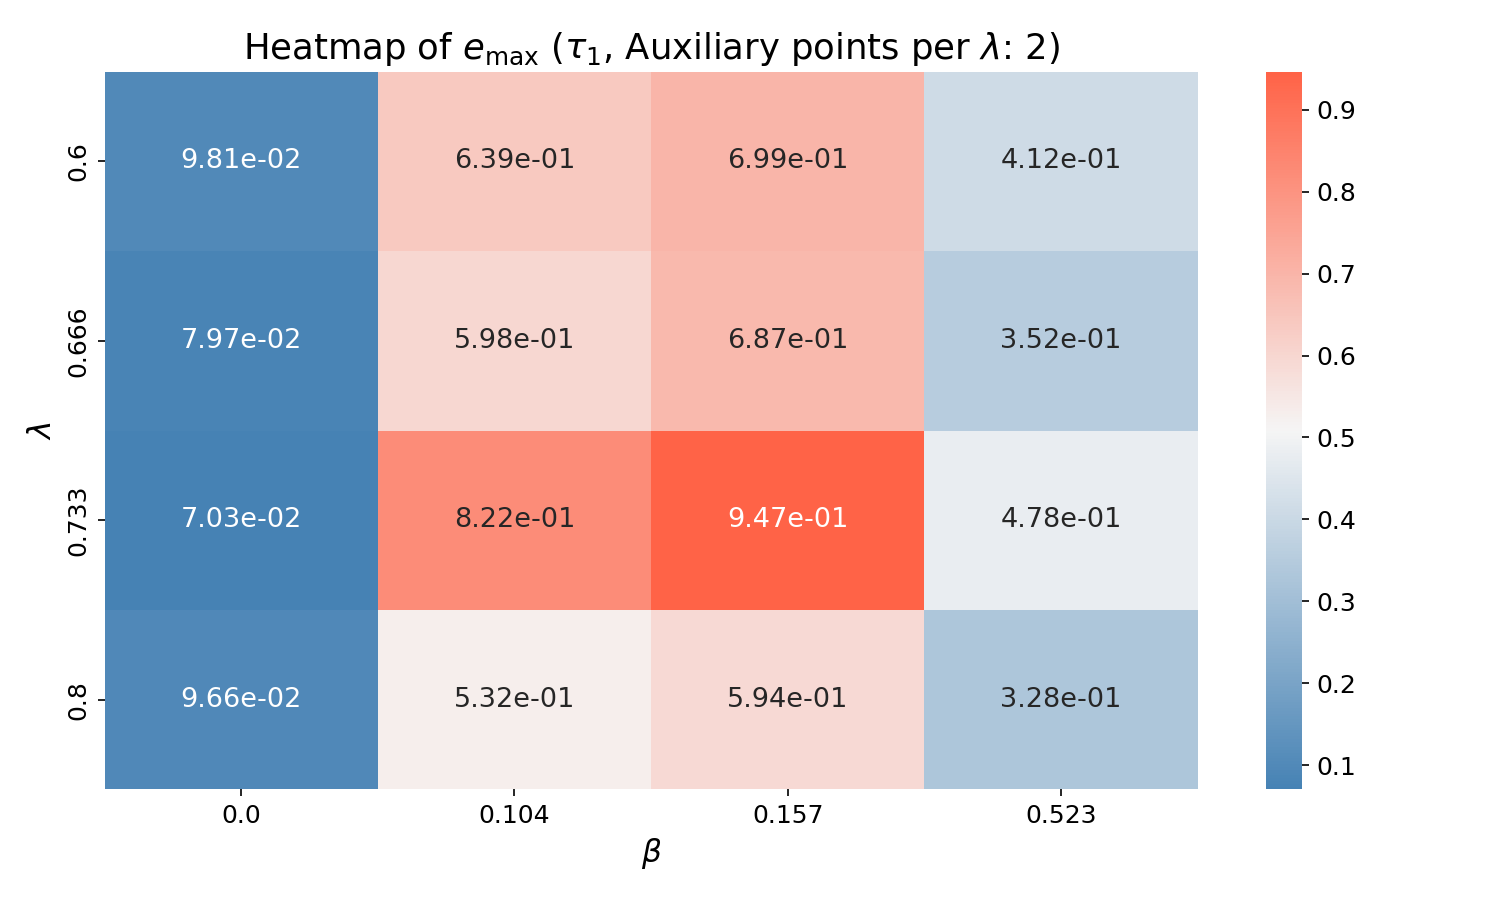 Heatmap of e_max (τ_1, Auxiliary points per λ: 2)
0.6 9.81e-02 6.39e-01 6.99e-01 4.12e-01
0.666 7.97e-02 5.98e-01 6.87e-01 3.52e-01
0.733 7.03e-02 8.22e-01 9.47e-01 4.78e-01
0.8 9.66e-02 5.32e-01 5.94e-01 3.28e-01
0.0 0.104 0.157 0.523
β
λ
0.9
0.8
0.7
0.6
0.5
0.4
0.3
0.2
0.1